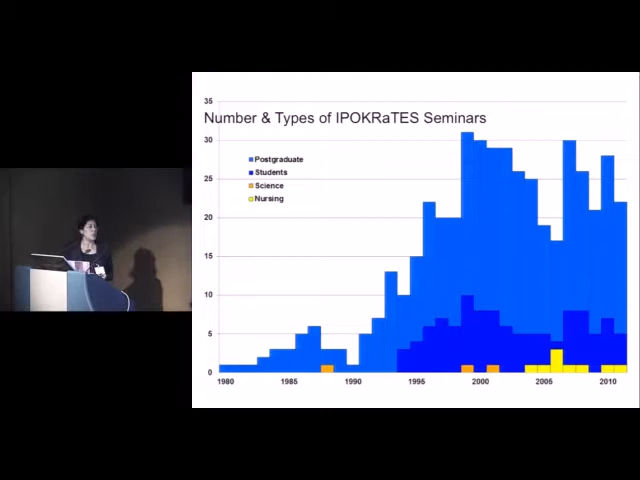 35
Number & Types of IPOKRaTES Seminars
30
Postgraduate
Students
25
Science
Nursing
20
15
10
5
0
1980 1985 1990 1995 2000 2005 2010